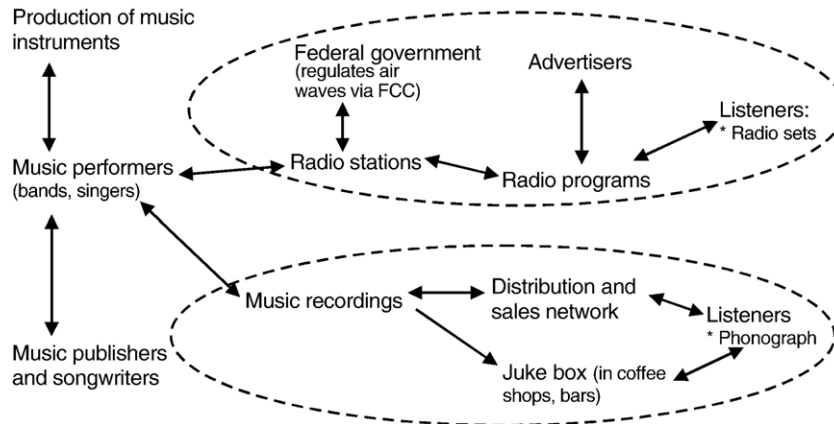 Production of music
instruments
Federal government
(regulates air
waves via FCC)
Advertisers
Listeners:
* Radio sets
Music performers
(bands, singers)
Radio stations
Radio programs
Music recordings
Distribution and
sales network
Listeners
* Phonograph
Music publishers
and songwriters
Juke box (in coffee
shops, bars)